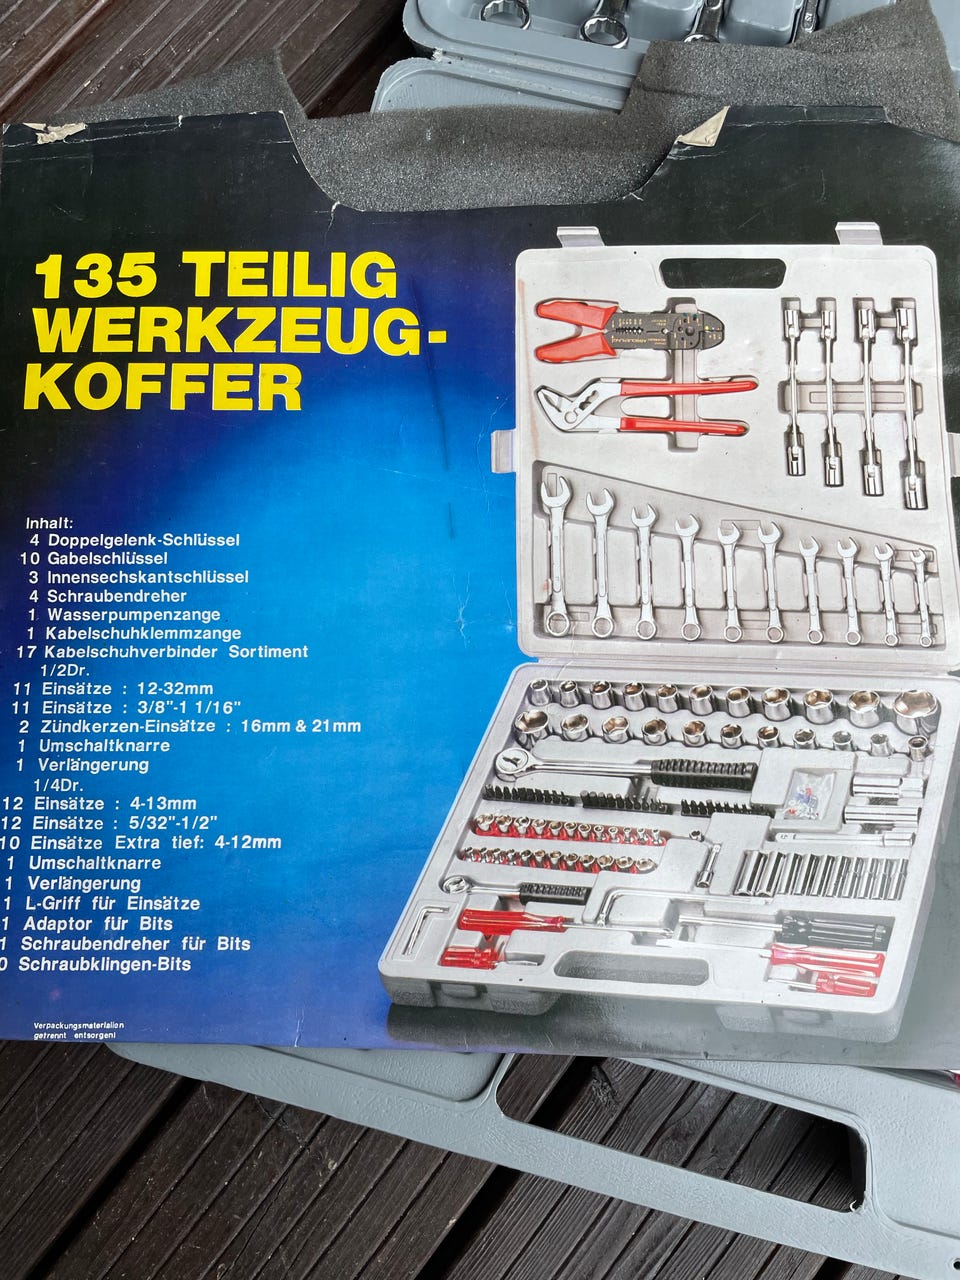 135 TEILIG
WERKZEUG-
KOFFER
Inhalt:
4 Doppelgelenk-Schlüssel
10 Gabelschlüssel
3 Innensechskantschlüssel
4 Schraubendreher
1 Wasserpumpenzange
1 Kabelschuhklemmzange
17 Kabelschuhverbinder Sortiment
1/2Dr.
11 Einsätze : 12-32mm
11 Einsätze : 3/8"-1 1/16"
2 Zündkerzen-Einsätze : 16mm & 21mm
1 Umschaltknarre
1 Verlängerung
1/4Dr.
12 Einsätze : 4-13mm
12 Einsätze : 5/32"-1/2"
10 Einsätze Extra tief: 4-12mm
1 Umschaltknarre
1 Verlängerung
1 L-Griff für Einsätze
1 Adaptor für Bits
1 Schraubendreher für Bits
0 Schraubklingen-Bits
Verpackungsmaterialien
getrennt entsorgen!